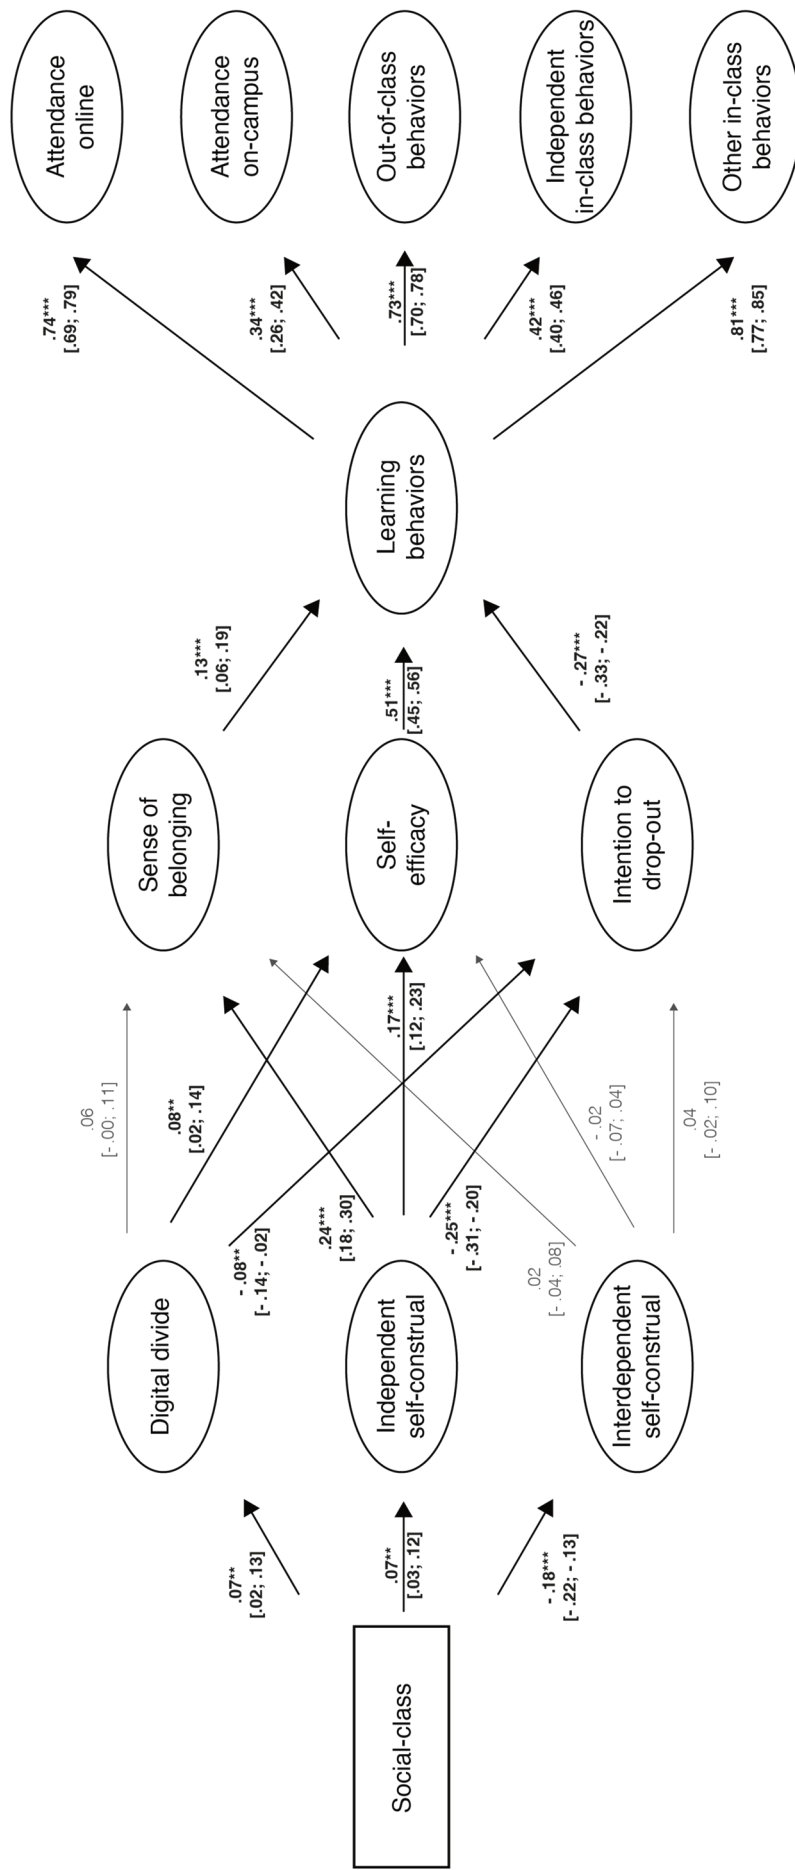 Social-class
.07**
[.02; .13]
.07**
[.03; .12]
- .18***
[- .22; - .13]
Digital divide
Independent
self-construal
Interdependent
self-construal
.06
[- .00; .11]
.08**
[.02; .14]
- .08**
[- .14; - .02]
.24***
[.18; .30]
.17***
[.12; .23]
- .25***
[- .31; - .20]
.02
[- .04; .08]
- .02
[- .07; .04]
.04
[- .02; .10]
Sense of
belonging
Self-
efficacy
Intention to
drop-out
.13***
[.06; .19]
.51***
[.45; .56]
- .27***
[- .33; - .22]
Learning
behaviors
.74***
[.69; .79]
.34***
[.26; .42]
.73***
[.70; .78]
.42***
[.40; .46]
.81***
[.77; .85]
Attendance
online
Attendance
on-campus
Out-of-class
behaviors
Independent
in-class behaviors
Other in-class
behaviors